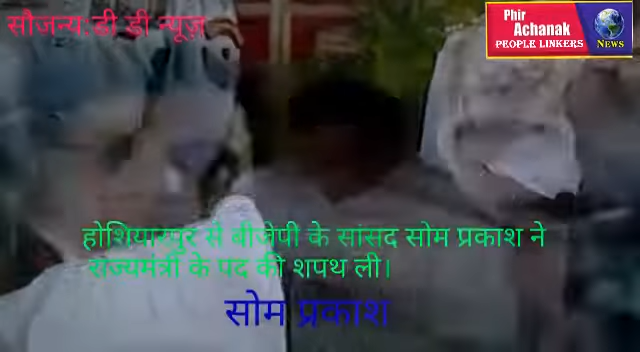 सौजन्य:डी डी न्यूज़
Phir
Achanak
PEOPLE LINKERS
NEWS
होशियारपुर से बीजेपी के सांसद सोम प्रकाश ने
राज्यमंत्री के पद की शपथ ली।
सोम प्रकाश